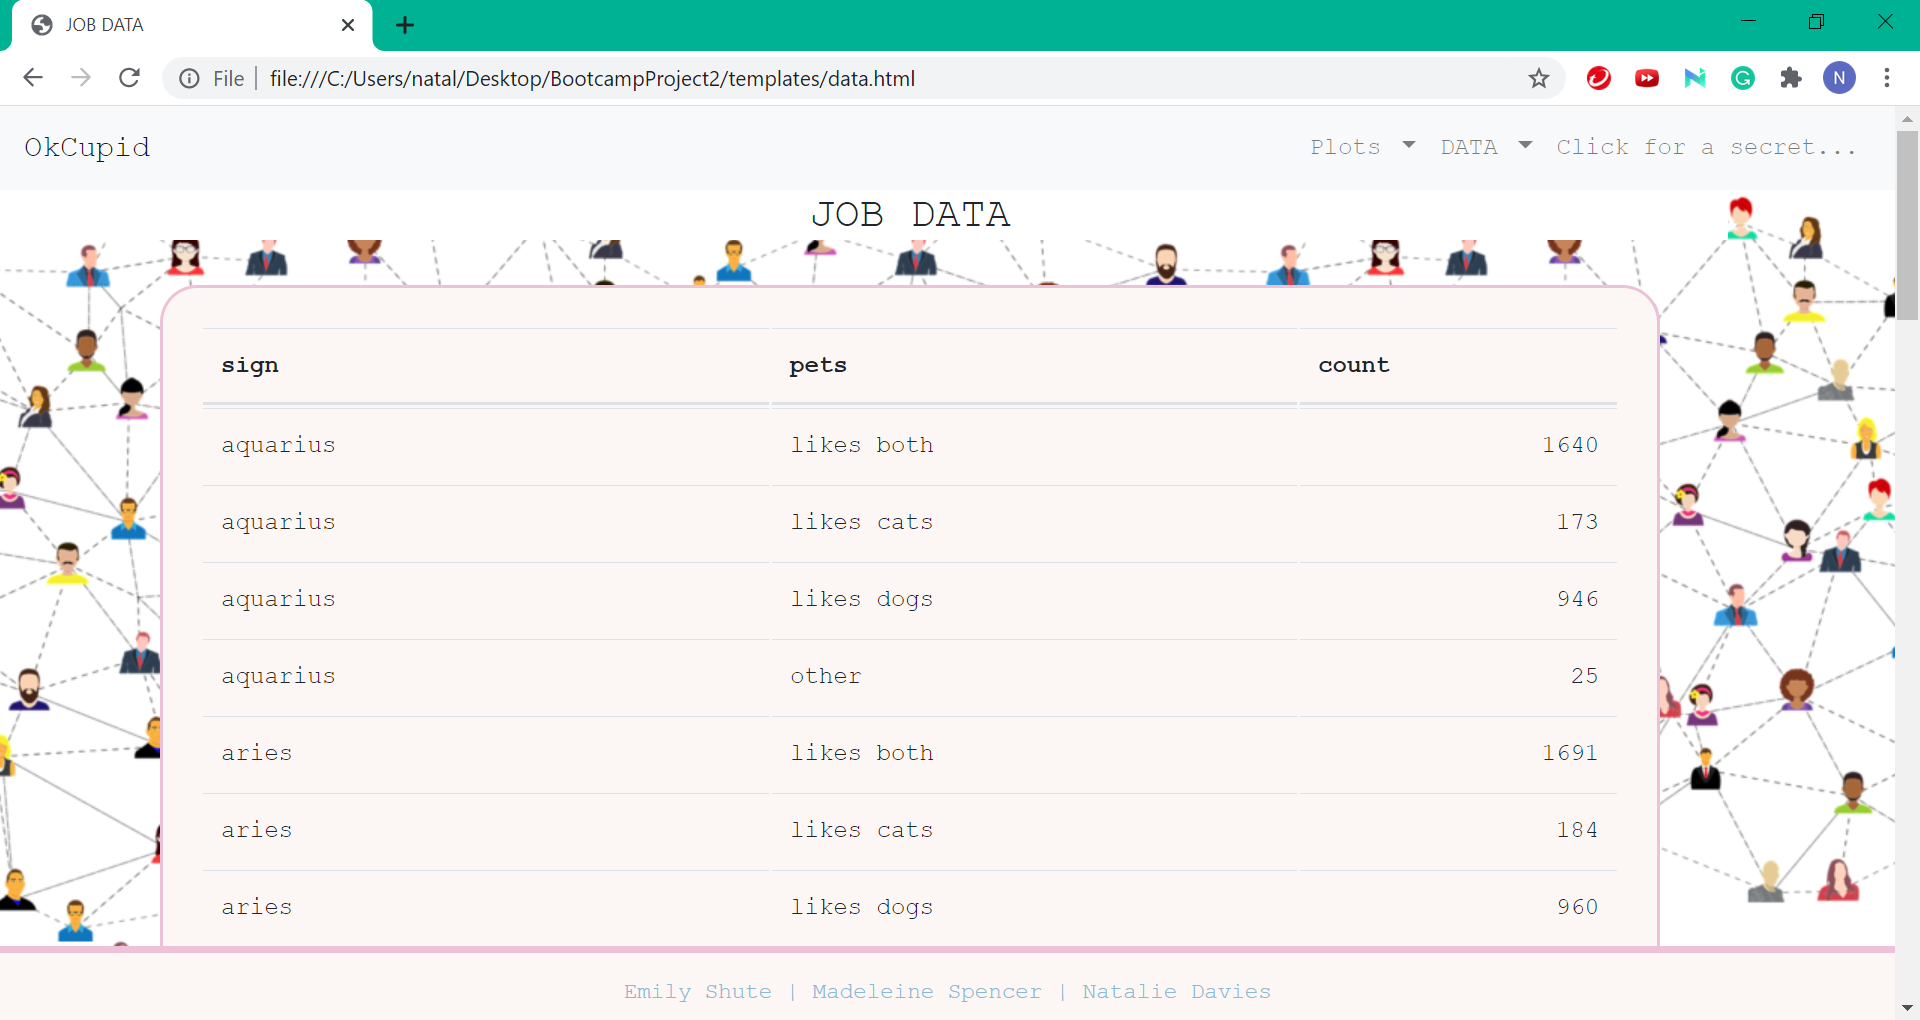 JOB DATA
File | file:///C:/Users/natal/Desktop/BootcampProject2/templates/data.html N
OkCupid Plots DATA Click for a secret...
JOB DATA
sign pets count
aquarius likes both 1640
aquarius likes cats 173
aquarius likes dogs 946
aquarius other 25
aries likes both 1691
aries likes cats 184
aries likes dogs 960
Emily Shute | Madeleine Spencer | Natalie Davies